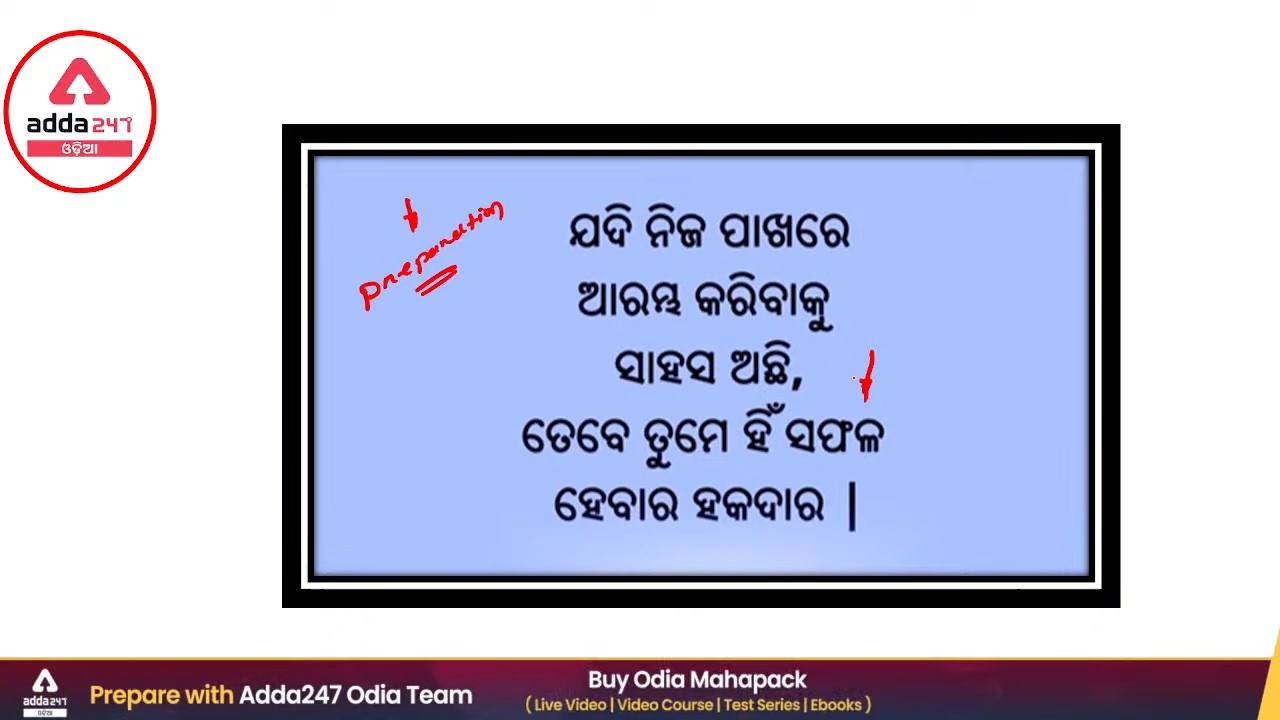 adda247
ଓଡ଼ିଆ
preparation
ଯଦି ନିଜ ପାଖରେ
ଆରମ୍ଭ କରିବାକୁ
ସାହସ ଅଛି,
ତେବେ ତୁମେ ହିଁ ସଫଳ
ହେବାର ହକଦାର |
adda247
ଓଡ଼ିଆ
Prepare with Adda247 Odia Team
Buy Odia Mahapack
( Live Video | Video Course | Test Series | Ebooks )